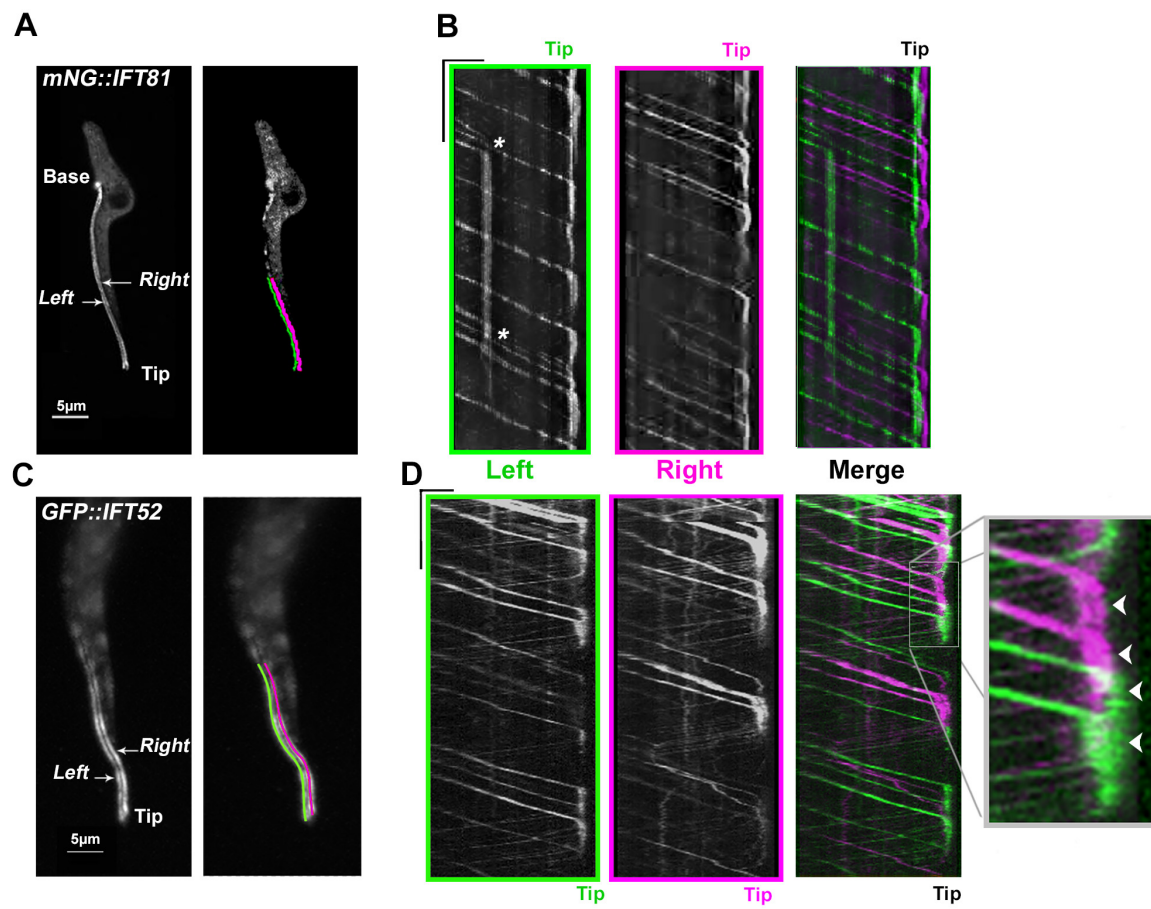 A
mNG::IFT81
Base
Right
Left
Tip
5µm
B
Tip
Tip
Tip
*
*
Left
Right
Merge
C
GFP::IFT52
Right
Left
Tip
5µm
D
Tip
Tip
Tip